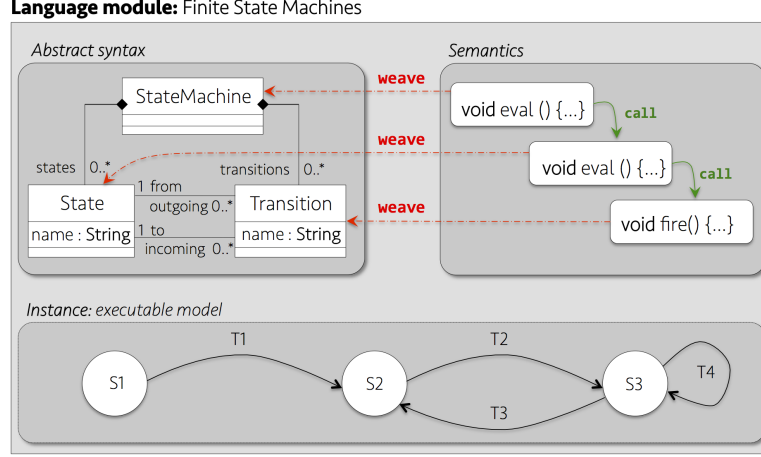 Language module: Finite State Machines
Abstract syntax
Semantics
StateMachine
weave
void eval () {...}
call
weave
void eval () {...}
call
states 0..*
transitions 0..*
State
1 from
outgoing 0..*
Transition
weave
void fire() {...}
name : String
1 to
incoming 0..*
name : String
Instance: executable model
T1
T2
S1
S2
S3
T4
T3